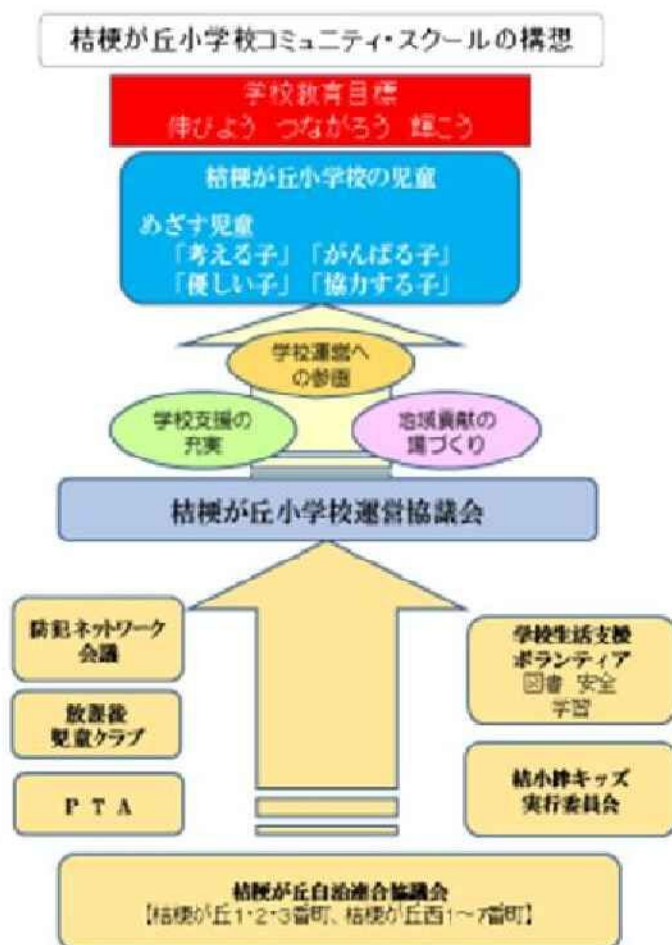 桔梗が丘小学校コミュニティ・スクールの構想
学校教育目標
伸びよう つながろう 輝こう
桔梗が丘小学校の児童
めざす児童
「考える子」「がんばる子」
「優しい子」「協力する子」
学校運営へ
の参画
学校支援の
充実
地域貢献の
場づくり
桔梗が丘小学校運営協議会
防犯ネットワーク
会議
学校生活支援
ボランティア
図書 安全
学習
放課後
児童クラブ
キッズ
実行委員会
P T A
桔梗が丘自治連合協議会
【桔梗が丘1・2・3番町、桔梗が丘西1〜7番町】